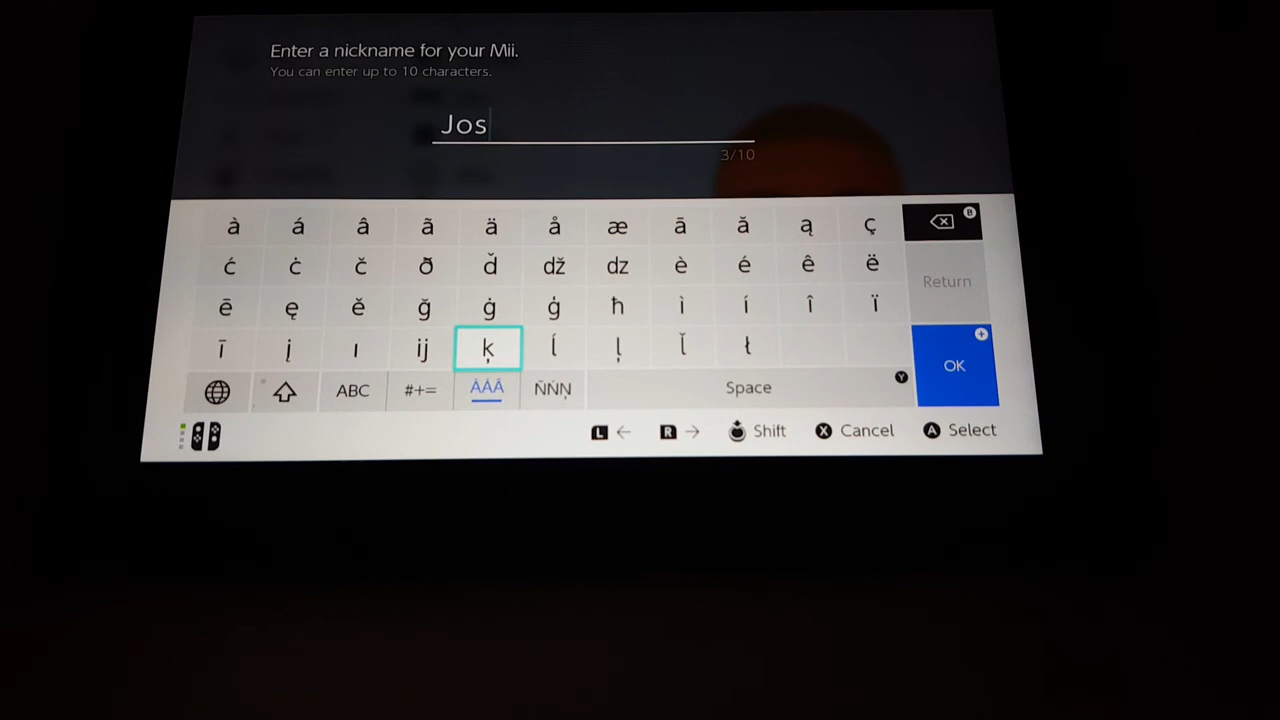 Enter a nickname for your Mii.
You can enter up to 10 characters.
Jos
3/10
à á â ã ä å æ ā ă ą ç
ć ċ č ð ď dž dz è é ê ë
ē ę ě ğ ġ ģ ħ ì í î ï
ī į ı ij ķ ĺ ļ ľ ł
B
Return
+
OK
ABC #+= ÀÁÂ ÑŃŅ Space Y
L ← R → Shift X Cancel A Select